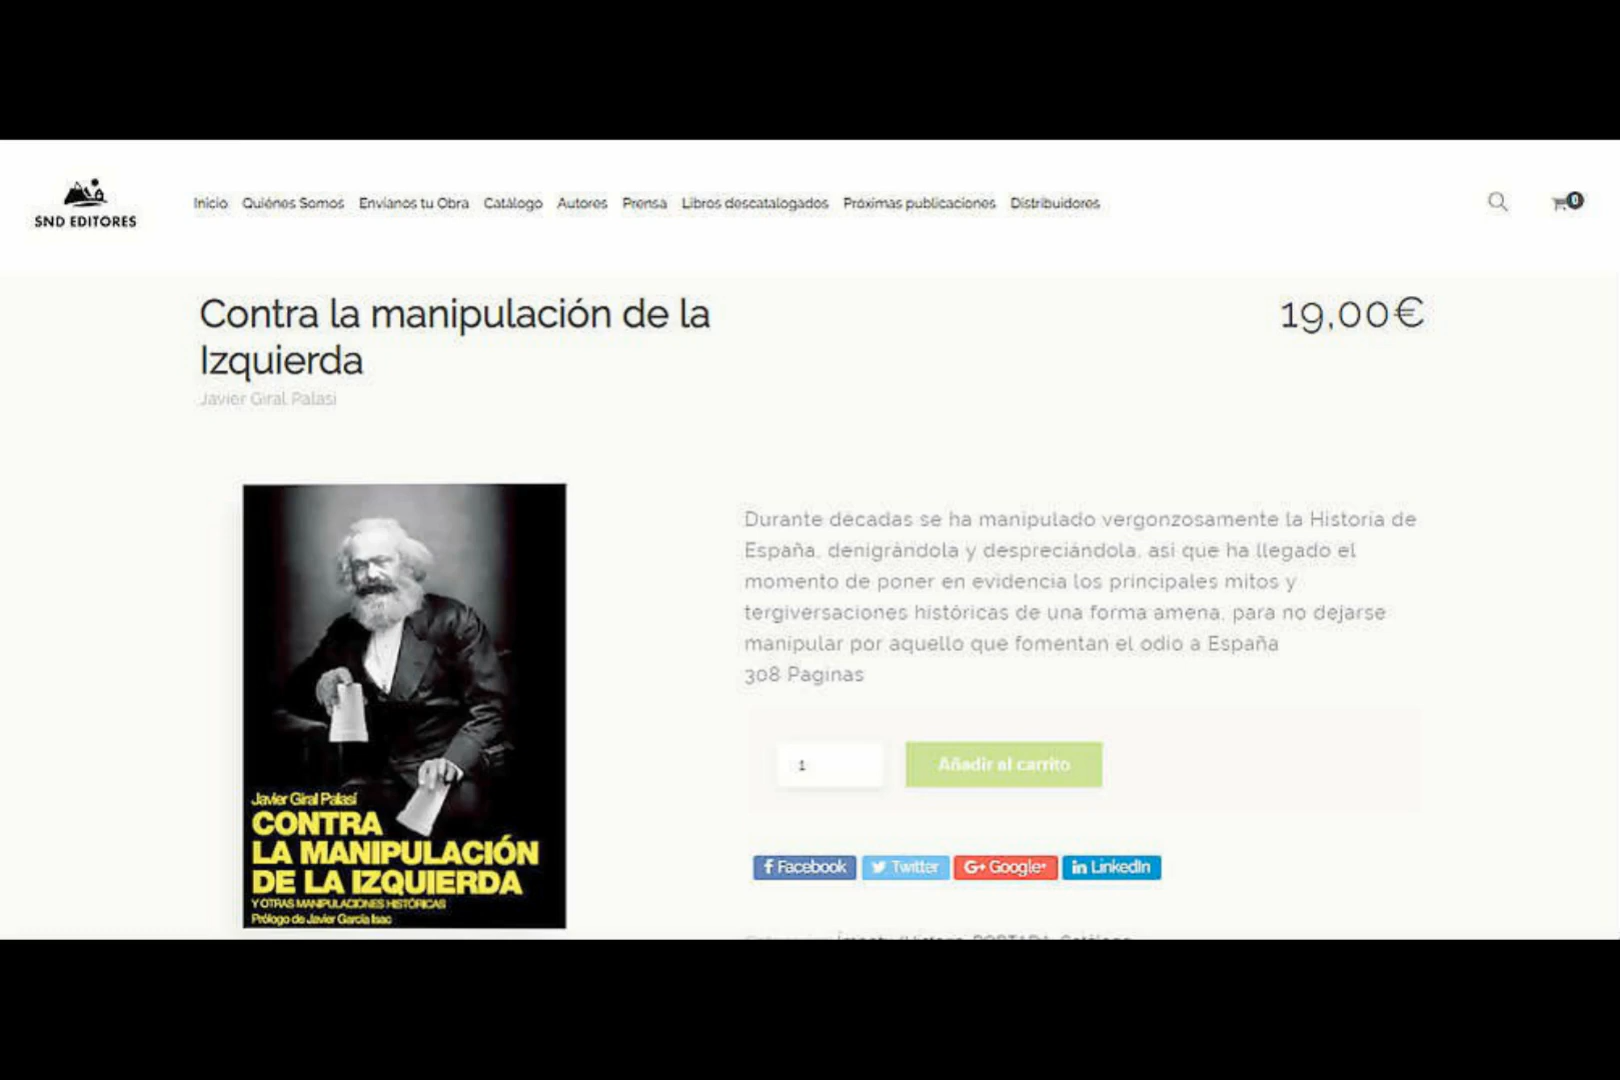 SND EDITORES
Inicio Quiénes Somos Envíanos tu Obra Catálogo Autores Prensa Libros descatalogados Próximas publicaciones Distribuidores
0
Contra la manipulación de la
Izquierda
19,00€
Javier Giral Palasí
Durante décadas se ha manipulado vergonzosamente la Historia de
España, denigrándola y despreciándola, así que ha llegado el
momento de poner en evidencia los principales mitos y
tergiversaciones históricas de una forma amena, para no dejarse
manipular por aquello que fomentan el odio a España
308 Paginas
1
Añadir al carrito
Facebook Twitter G+ Google+ in LinkedIn
Javier Giral Palasí
CONTRA
LA MANIPULACIÓN
DE LA IZQUIERDA
Y OTRAS MANIPULACIONES HISTÓRICAS
Prólogo de Javier García Isac